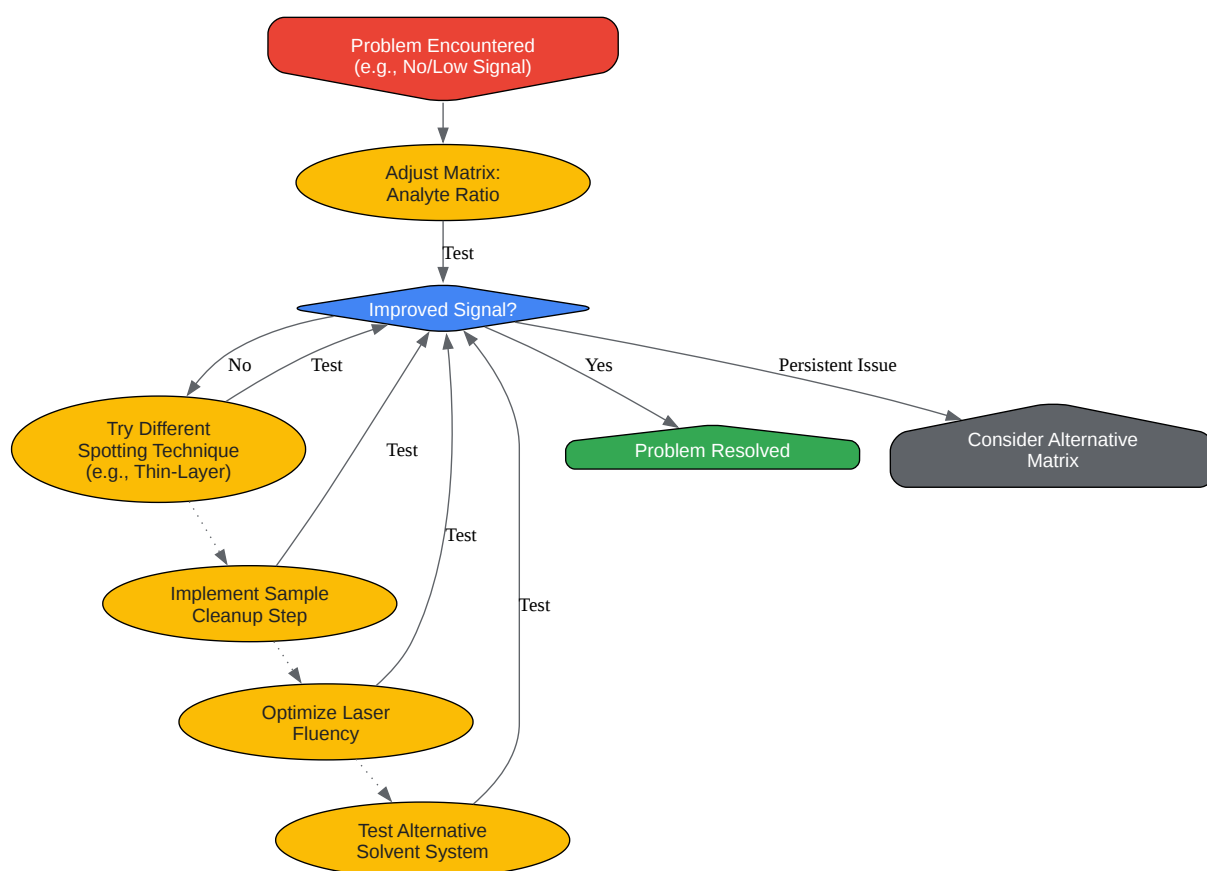 Problem Encountered
(e.g., No/Low Signal)
Adjust Matrix:
Analyte Ratio
Test
Improved Signal?
No
Test
Yes
Persistent Issue
Try Different
Spotting Technique
(e.g., Thin-Layer)
Test
Problem Resolved
Consider Alternative
Matrix
Test
Implement Sample
Cleanup Step
Test
Optimize Laser
Fluency
Test Alternative
Solvent System